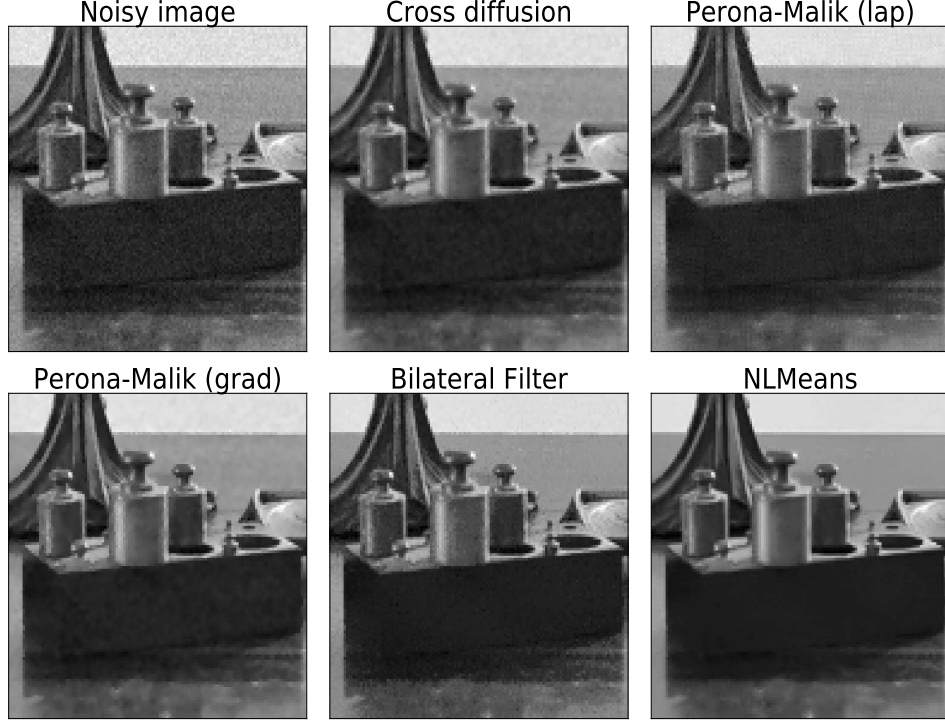 Noisy image
Cross diffusion
Perona-Malik (lap)
Perona-Malik (grad)
Bilateral Filter
NLMeans